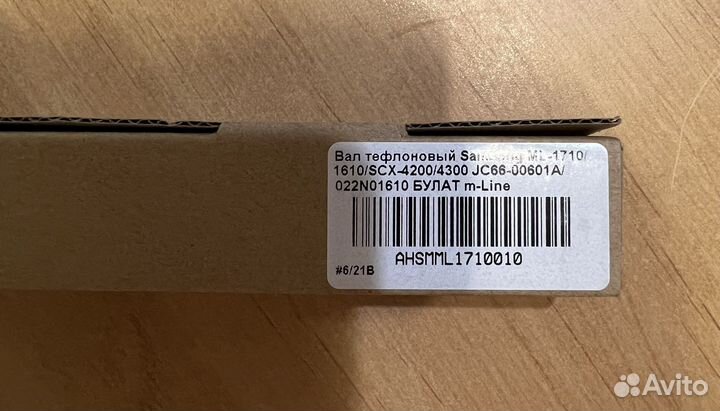 Вал тефлоновый Samsung ML-1710/
1610/SCX-4200/4300 JC66-00601A/
022N01610 БУЛАТ m-Line
AHSMML1710010
#6/21B
Avito